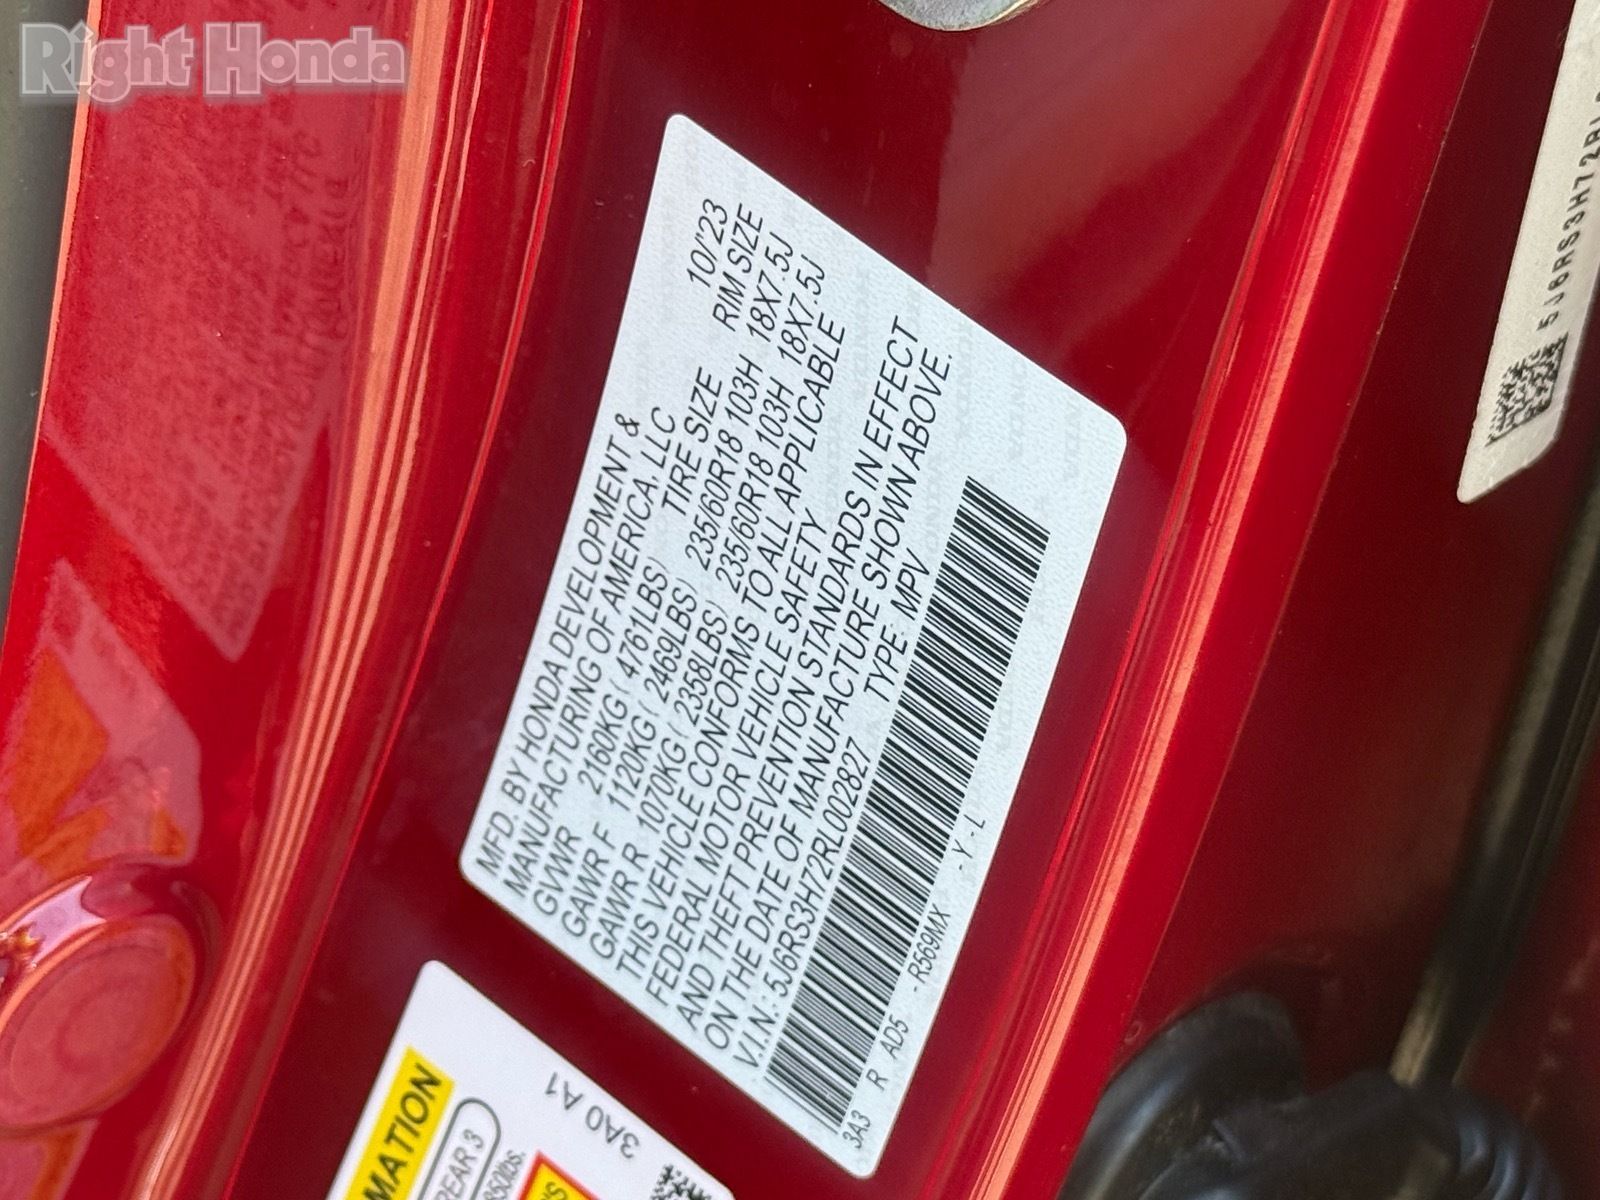 Right Honda
MFD. BY HONDA DEVELOPMENT &
MANUFACTURING OF AMERICA, LLC 10/'23
GVWR 2160KG ( 4761LBS) TIRE SIZE RIM SIZE
GAWR F 1120KG ( 2469LBS) 235/60R18 103H 18X7.5J
GAWR R 1070KG ( 2358LBS) 235/60R18 103H 18X7.5J
THIS VEHICLE CONFORMS TO ALL APPLICABLE
FEDERAL MOTOR VEHICLE SAFETY
AND THEFT PREVENTION STANDARDS IN EFFECT
ON THE DATE OF MANUFACTURE SHOWN ABOVE.
V.I.N.: 5J6RS3H72RL002827 TYPE: MPV
3A3 R AD5 - R569MX - Y - L
5J6RS3H72RL
MATION
REAR 3
850lbs.
3A0 A1